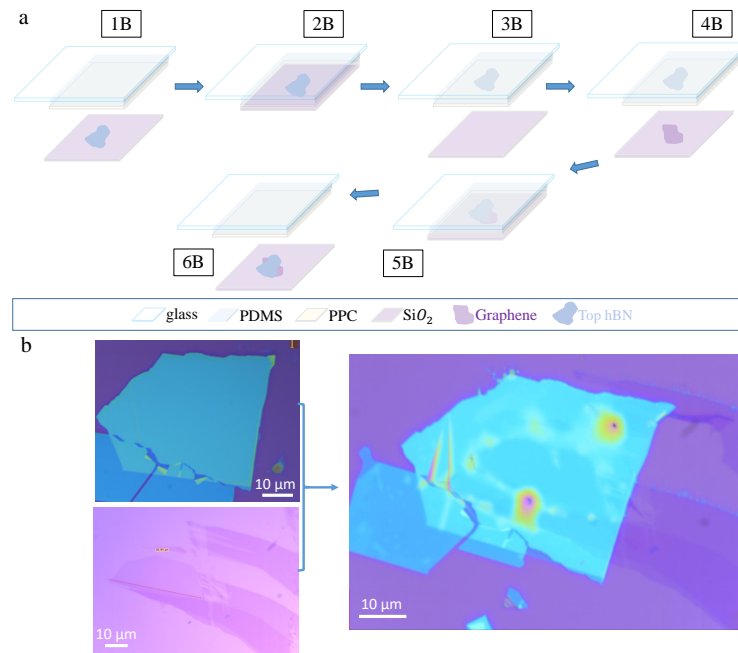 a
1B
2B
3B
4B
6B
5B
glass
PDMS
PPC
SiO₂
Graphene
Top hBN
b
10 μm
10 μm
10 μm